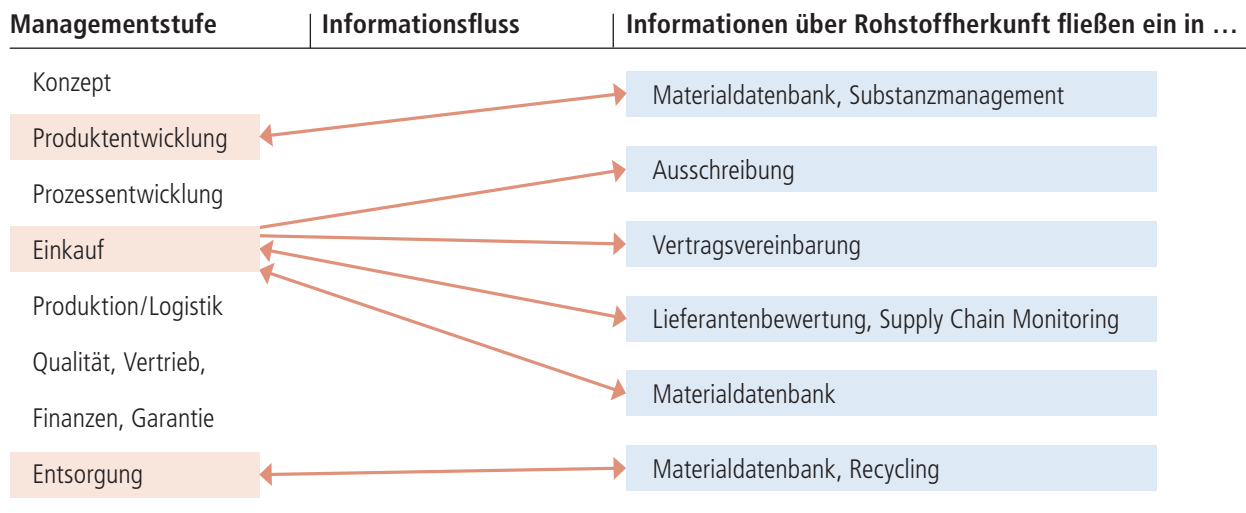 Managementstufe
Informationsfluss
Informationen über Rohstoffherkunft fließen ein in …
Konzept
Produktentwicklung
Prozessentwicklung
Einkauf
Produktion/Logistik
Qualität, Vertrieb,
Finanzen, Garantie
Entsorgung
Materialdatenbank, Substanzmanagement
Ausschreibung
Vertragsvereinbarung
Lieferantenbewertung, Supply Chain Monitoring
Materialdatenbank
Materialdatenbank, Recycling